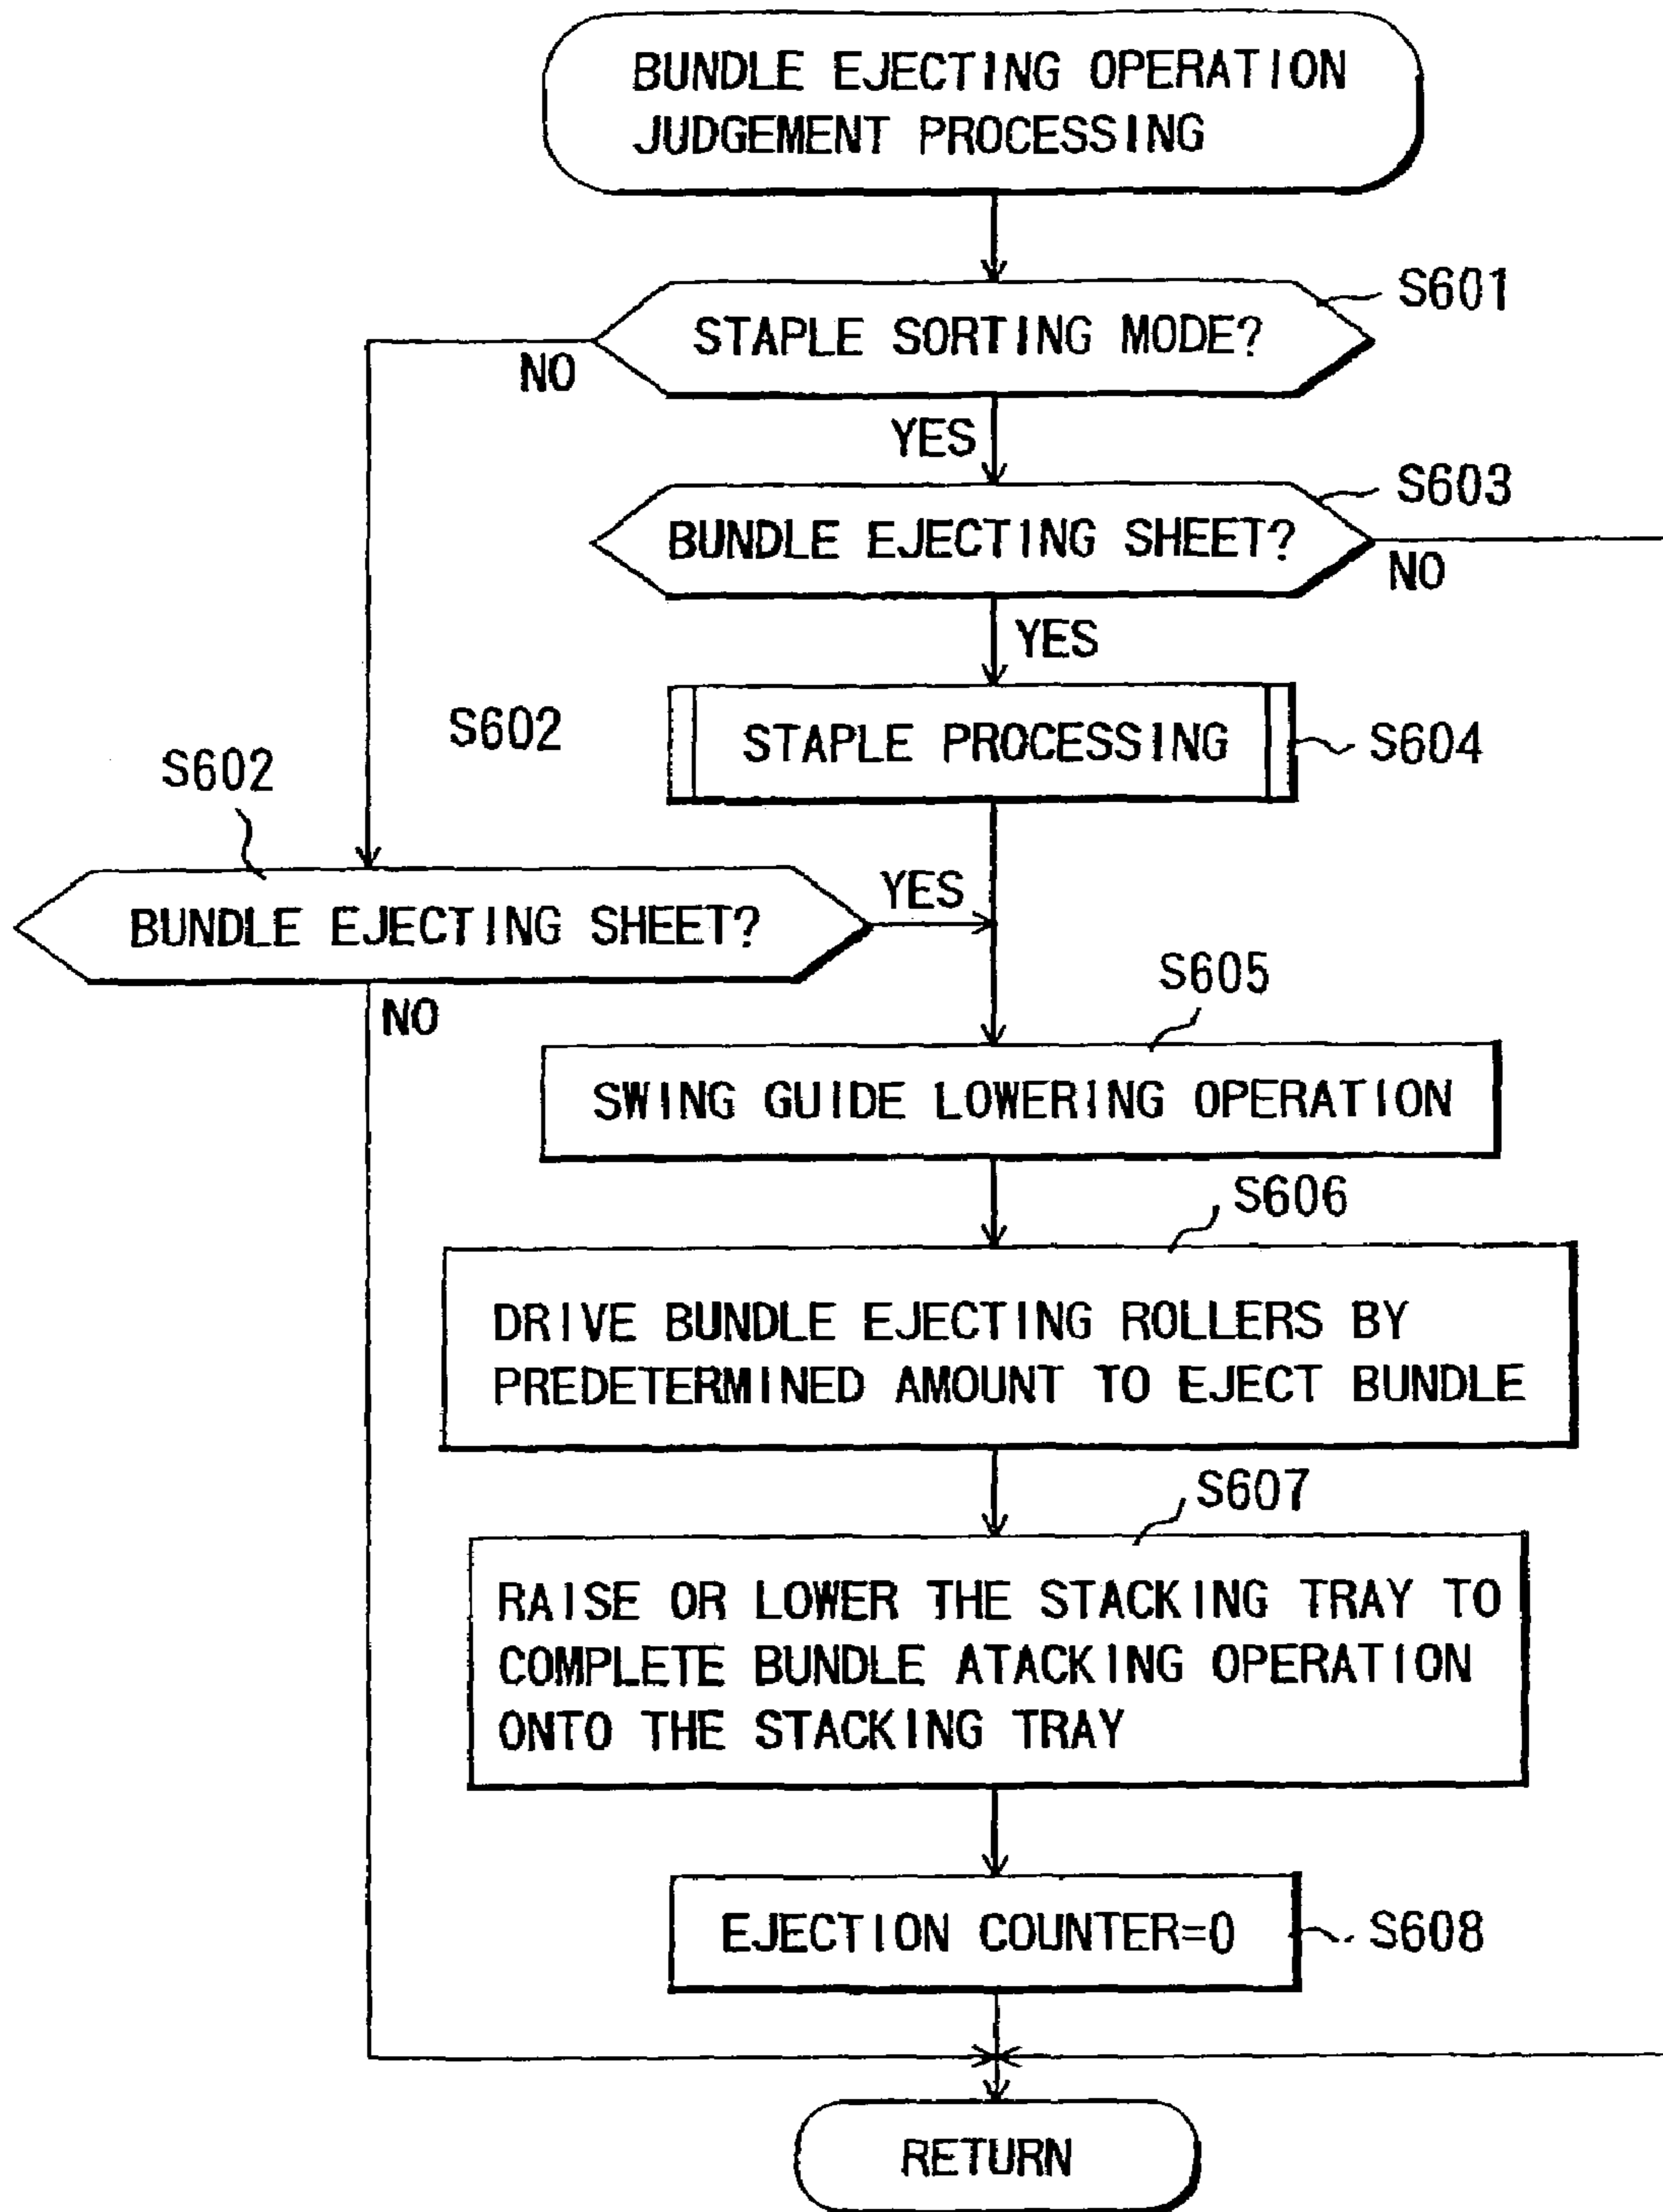 BUNDLE EJECTING OPERATION
JUDGEMENT PROCESSING
S601
STAPLE SORTING MODE?
NO
YES
S603
BUNDLE EJECTING SHEET?
NO
YES
S602
STAPLE PROCESSING
S604
S602
BUNDLE EJECTING SHEET?
YES
NO
S605
SWING GUIDE LOWERING OPERATION
S606
DRIVE BUNDLE EJECTING ROLLERS BY
PREDETERMINED AMOUNT TO EJECT BUNDLE
S607
RAISE OR LOWER THE STACKING TRAY TO
COMPLETE BUNDLE ATACKING OPERATION
ONTO THE STACKING TRAY
EJECTION COUNTER=0
S608
RETURN